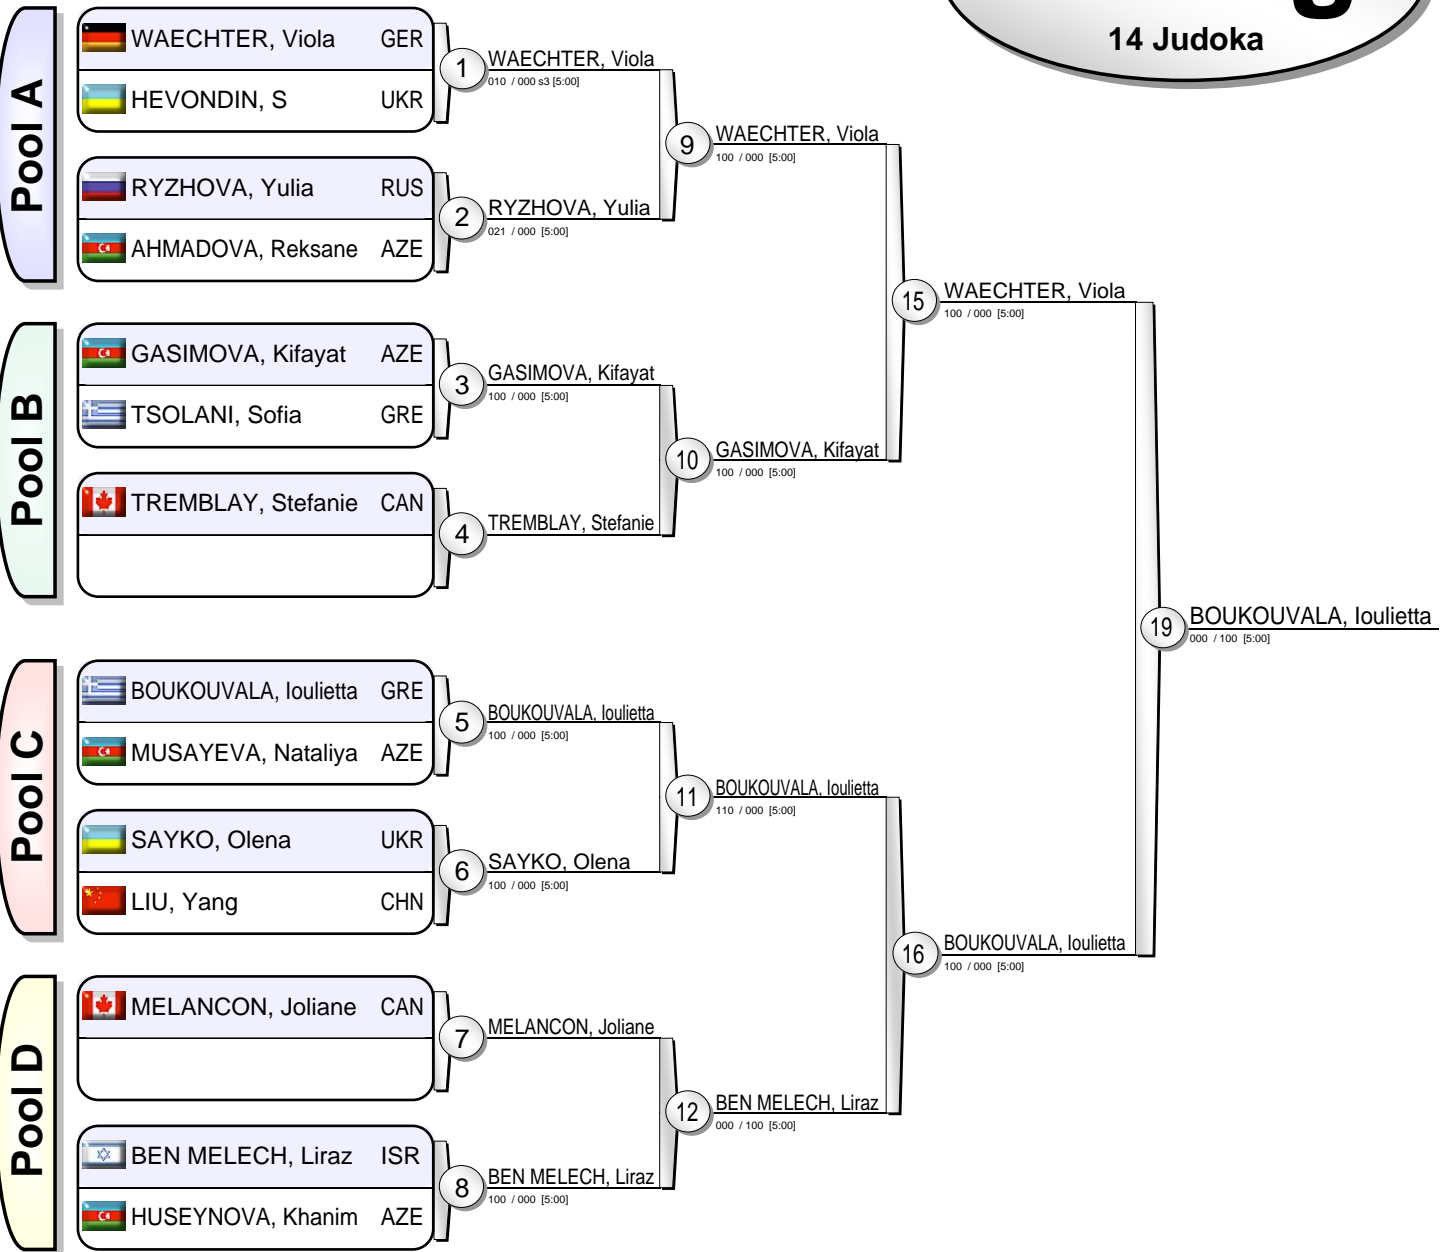 14 Judoka
Pool A
WAECHTER, Viola GER
HEVONDIN, S UKR
RYZHOVA, Yulia RUS
AHMADOVA, Reksane AZE
1
WAECHTER, Viola
010 / 000 s3 [5:00]
2
RYZHOVA, Yulia
021 / 000 [5:00]
9
WAECHTER, Viola
100 / 000 [5:00]
Pool B
GASIMOVA, Kifayat AZE
TSOLANI, Sofia GRE
TREMBLAY, Stefanie CAN
3
GASIMOVA, Kifayat
100 / 000 [5:00]
4
TREMBLAY, Stefanie
10
GASIMOVA, Kifayat
100 / 000 [5:00]
15
WAECHTER, Viola
100 / 000 [5:00]
Pool C
BOUKOUVALA, Ioulietta GRE
MUSAYEVA, Nataliya AZE
SAYKO, Olena UKR
LIU, Yang CHN
5
BOUKOUVALA, Ioulietta
100 / 000 [5:00]
6
SAYKO, Olena
100 / 000 [5:00]
11
BOUKOUVALA, Ioulietta
110 / 000 [5:00]
Pool D
MELANCON, Joliane CAN
BEN MELECH, Liraz ISR
HUSEYNOVA, Khanim AZE
7
MELANCON, Joliane
8
BEN MELECH, Liraz
100 / 000 [5:00]
12
BEN MELECH, Liraz
000 / 100 [5:00]
16
BOUKOUVALA, Ioulietta
100 / 000 [5:00]
19
BOUKOUVALA, Ioulietta
000 / 100 [5:00]